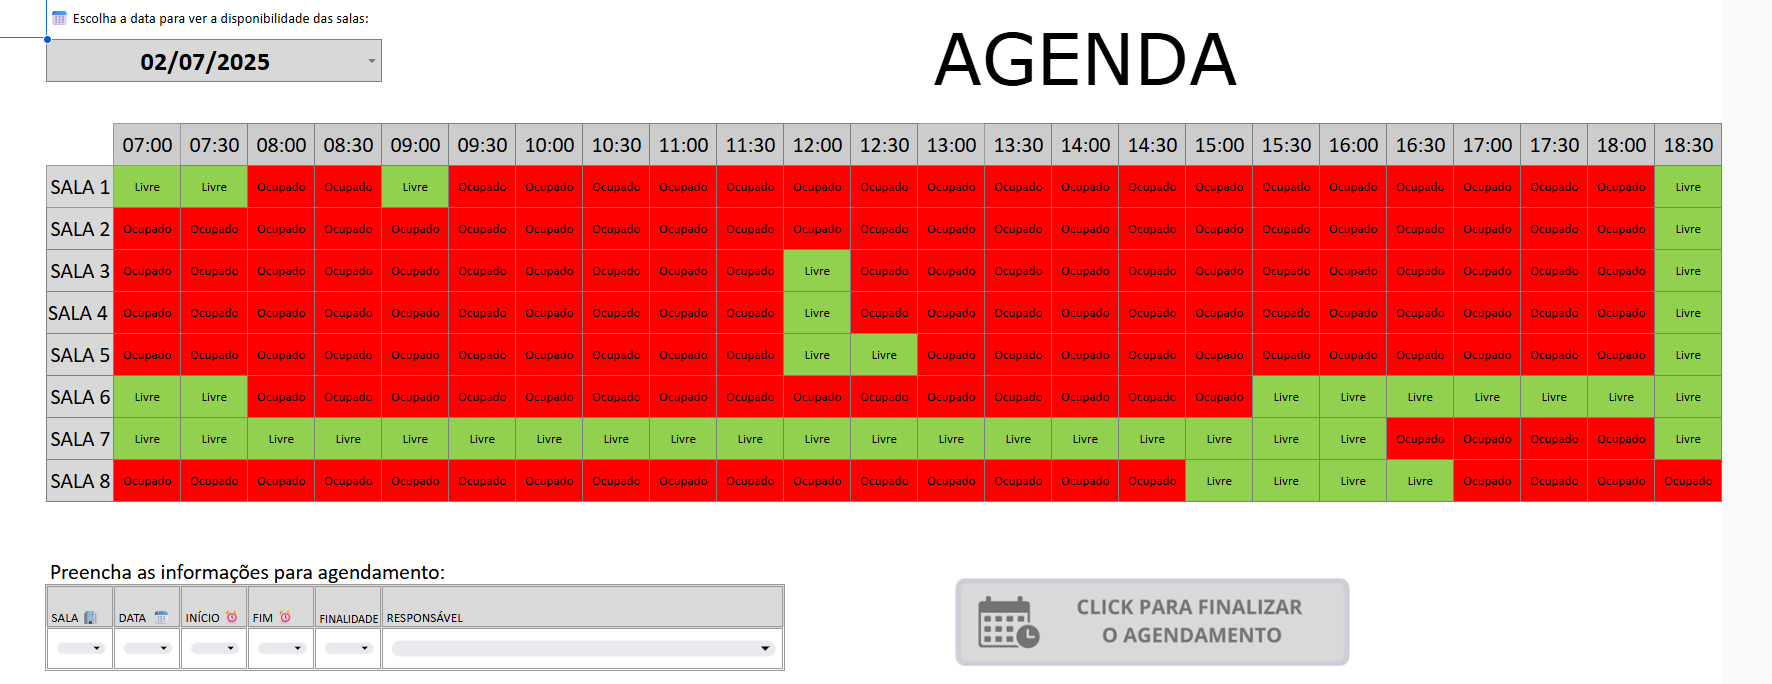 Escolha a data para ver a disponibilidade das salas:
02/07/2025
AGENDA
07:00 07:30 08:00 08:30 09:00 09:30 10:00 10:30 11:00 11:30 12:00 12:30 13:00 13:30 14:00 14:30 15:00 15:30 16:00 16:30 17:00 17:30 18:00 18:30
SALA 1 Livre Livre Ocupado Ocupado Livre Ocupado Ocupado Ocupado Ocupado Ocupado Ocupado Ocupado Ocupado Ocupado Ocupado Ocupado Ocupado Ocupado Ocupado Ocupado Ocupado Ocupado Ocupado Livre
SALA 2 Ocupado Ocupado Ocupado Ocupado Ocupado Ocupado Ocupado Ocupado Ocupado Ocupado Ocupado Ocupado Ocupado Ocupado Ocupado Ocupado Ocupado Ocupado Ocupado Ocupado Ocupado Ocupado Ocupado Livre
SALA 3 Ocupado Ocupado Ocupado Ocupado Ocupado Ocupado Ocupado Ocupado Ocupado Ocupado Livre Ocupado Ocupado Ocupado Ocupado Ocupado Ocupado Ocupado Ocupado Ocupado Ocupado Ocupado Ocupado Livre
SALA 4 Ocupado Ocupado Ocupado Ocupado Ocupado Ocupado Ocupado Ocupado Ocupado Ocupado Livre Ocupado Ocupado Ocupado Ocupado Ocupado Ocupado Ocupado Ocupado Ocupado Ocupado Ocupado Ocupado Livre
SALA 5 Ocupado Ocupado Ocupado Ocupado Ocupado Ocupado Ocupado Ocupado Ocupado Ocupado Livre Livre Ocupado Ocupado Ocupado Ocupado Ocupado Ocupado Ocupado Ocupado Ocupado Ocupado Ocupado Livre
SALA 6 Livre Livre Ocupado Ocupado Ocupado Ocupado Ocupado Ocupado Ocupado Ocupado Ocupado Ocupado Ocupado Ocupado Ocupado Ocupado Ocupado Livre Livre Livre Livre Livre Livre Livre
SALA 7 Livre Livre Livre Livre Livre Livre Livre Livre Livre Livre Livre Livre Livre Livre Livre Livre Livre Livre Livre Ocupado Ocupado Ocupado Ocupado Livre
SALA 8 Ocupado Ocupado Ocupado Ocupado Ocupado Ocupado Ocupado Ocupado Ocupado Ocupado Ocupado Ocupado Ocupado Ocupado Ocupado Ocupado Livre Livre Livre Livre Ocupado Ocupado Ocupado Ocupado
Preencha as informações para agendamento:
SALA DATA INÍCIO FIM FINALIDADE RESPONSÁVEL
CLICK PARA FINALIZAR
O AGENDAMENTO